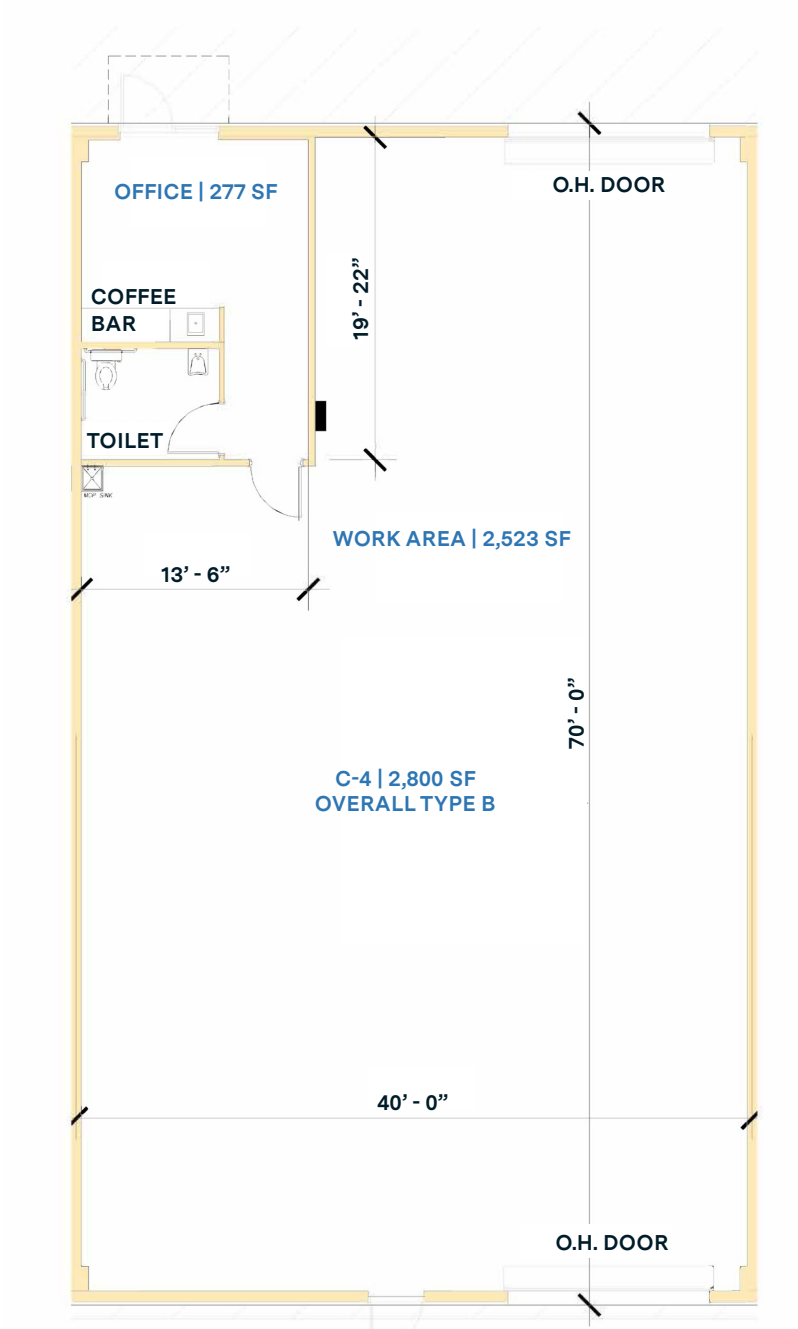 OFFICE | 277 SF
O.H. DOOR
19’ - 22”
COFFEE
BAR
TOILET
MOP SINK
WORK AREA | 2,523 SF
13’ - 6”
70’ - 0”
C-4 | 2,800 SF
OVERALL TYPE B
40’ - 0”
O.H. DOOR